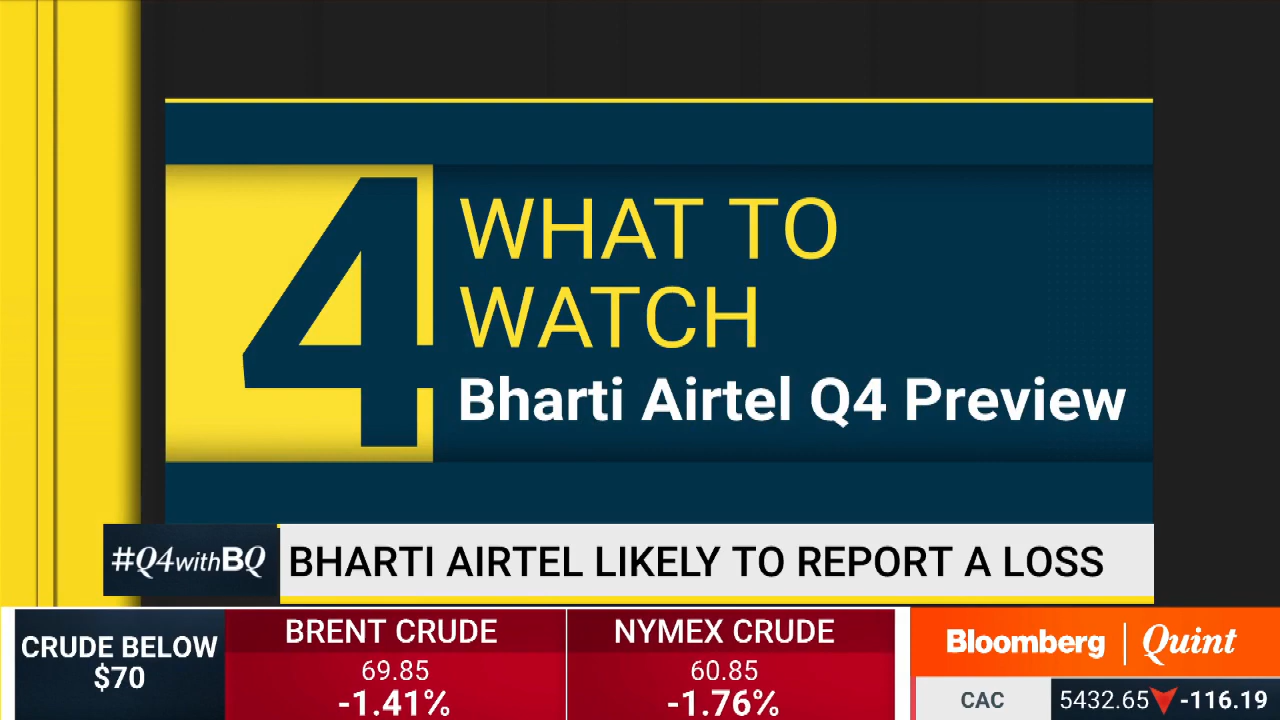 4
WHAT TO
WATCH
Bharti Airtel Q4 Preview
#Q4withBQ
BHARTI AIRTEL LIKELY TO REPORT A LOSS
CRUDE BELOW
$70
BRENT CRUDE
69.85
-1.41%
NYMEX CRUDE
60.85
-1.76%
Bloomberg | Quint
CAC
5432.65 -116.19